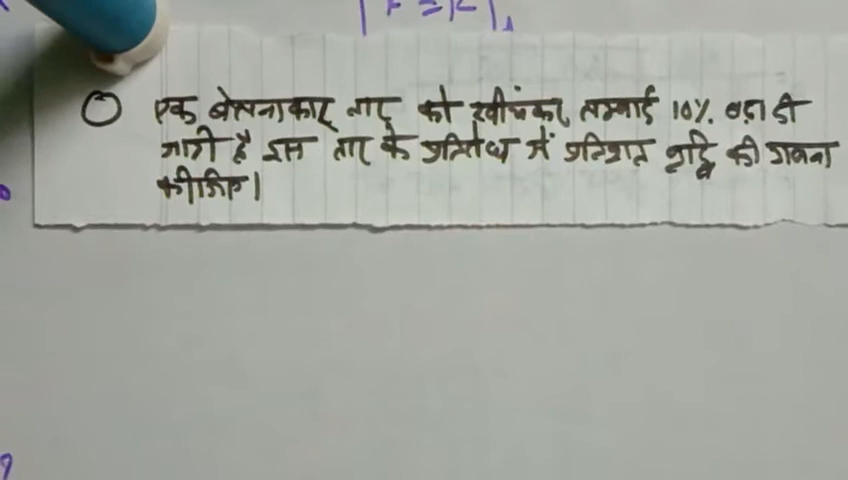 एक बेलनाकार तार को खींचकर लम्बाई 10% बढ़ा दी
जाती है इस तार के प्रतिरोध में प्रतिशत वृद्धि की गणना
कीजिए।